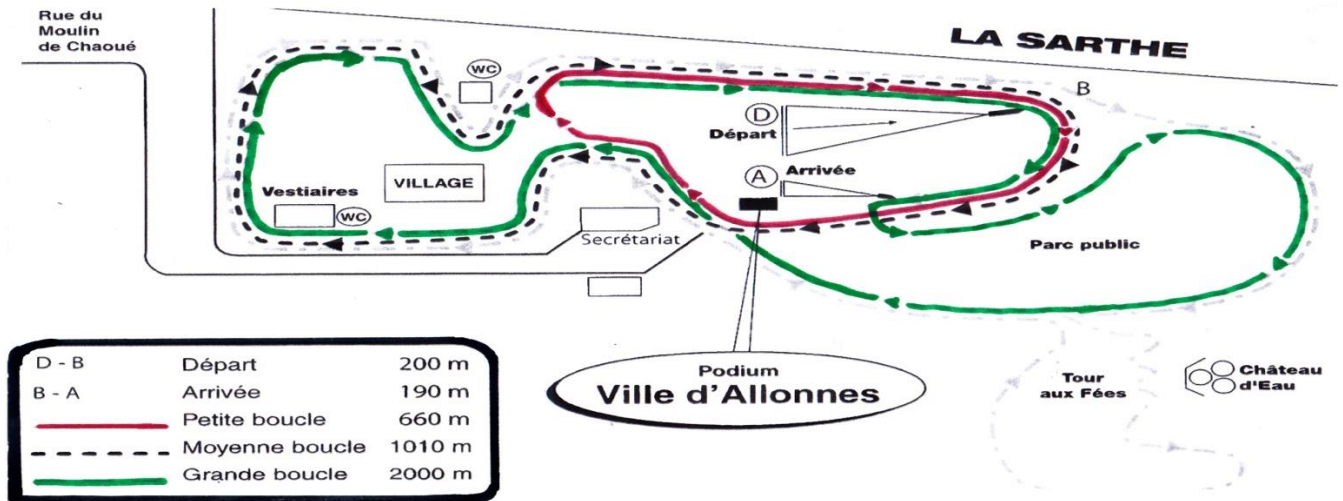 Rue du
Moulin
de Chaoué
LA SARTHE
WC
B
D
Départ
A
Arrivée
VILLAGE
Vestiaires
WC
Secrétariat
Parc public
Podium
Ville d'Allonnes
Tour
aux Fées
Château
d'Eau
D - B Départ 200 m
B - A Arrivée 190 m
Petite boucle 660 m
Moyenne boucle 1010 m
Grande boucle 2000 m